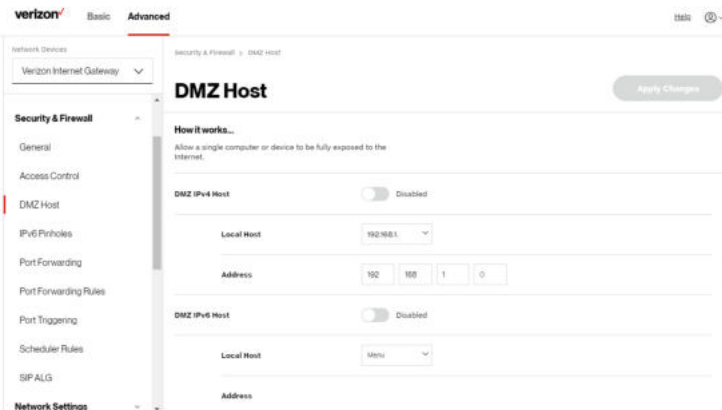 verizon
Basic
Advanced
Help
Network Devices
Verizon Internet Gateway
Security & Firewall > DMZ Host
DMZ Host
Apply Changes
Security & Firewall
General
Access Control
DMZ Host
IPv6 Pinholes
Port Forwarding
Port Forwarding Rules
Port Triggering
Scheduler Rules
SIP ALG
Network Settings
How it works...
Allow a single computer or device to be fully exposed to the
Internet.
DMZ IPv4 Host
Disabled
Local Host
192.168.1.
Address
192 168 1 0
DMZ IPv6 Host
Disabled
Local Host
Menu
Address